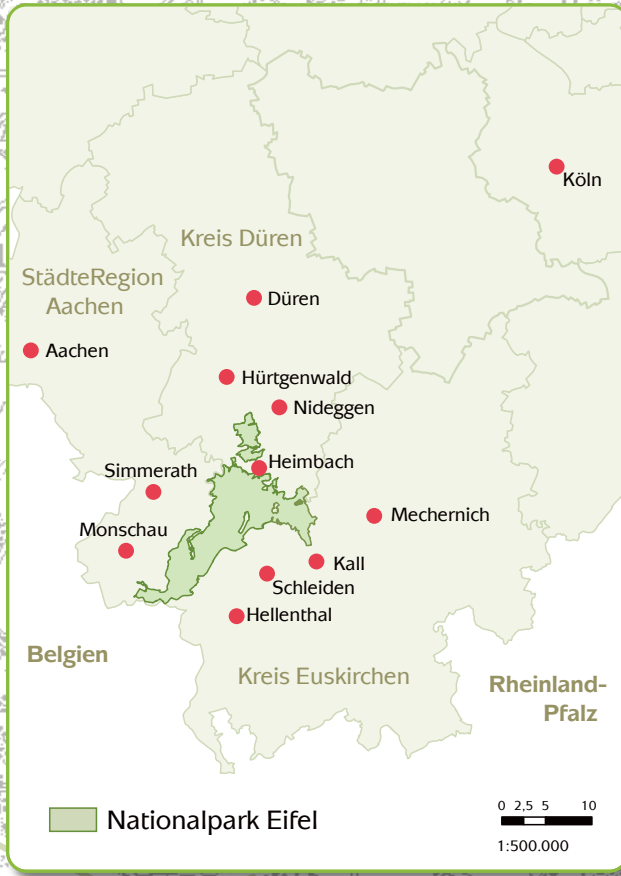 Köln
Kreis Düren
StädteRegion
Aachen
Düren
Aachen
Hürtgenwald
Nideggen
Heimbach
Simmerath
Mechernich
Monschau
Kall
Schleiden
Hellenthal
Belgien
Kreis Euskirchen
Rheinland-
Pfalz
Nationalpark Eifel
0 2,5 5 10
1:500.000